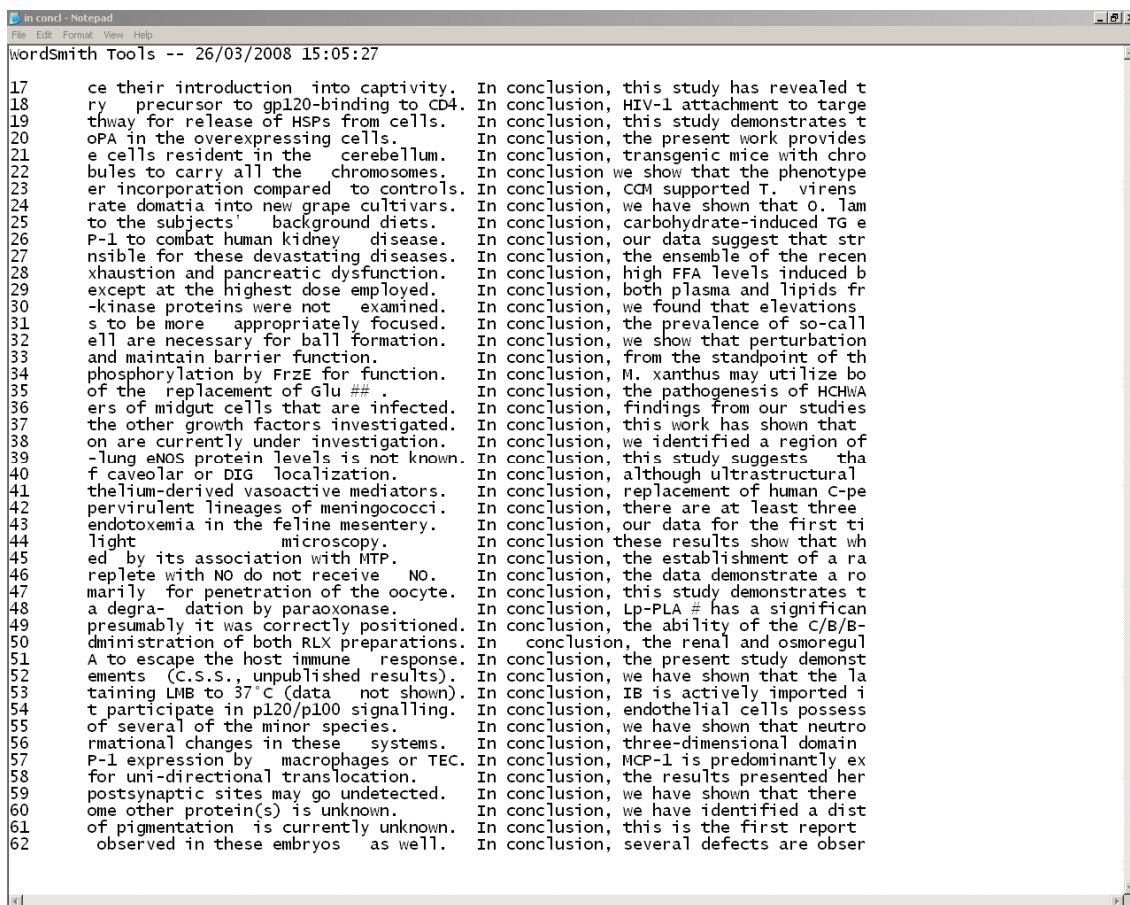 in concl - Notepad
File Edit Format View Help
WordSmith Tools -- 26/03/2008 15:05:27
17 ce their introduction into captivity. In conclusion, this study has revealed t
18 ry precursor to gp120-binding to CD4. In conclusion, HIV-1 attachment to targe
19 thway for release of HSPs from cells. In conclusion, this study demonstrates t
20 oPA in the overexpressing cells. In conclusion, the present work provides
21 e cells resident in the cerebellum. In conclusion, transgenic mice with chro
22 bules to carry all the chromosomes. In conclusion we show that the phenotype
23 er incorporation compared to controls. In conclusion, CCM supported T. virens
24 rate domatia into new grape cultivars. In conclusion, we have shown that O. lam
25 to the subjects' background diets. In conclusion, carbohydrate-induced TG e
26 P-1 to combat human kidney disease. In conclusion, our data suggest that str
27 nsible for these devastating diseases. In conclusion, the ensemble of the recen
28 xhaustion and pancreatic dysfunction. In conclusion, high FFA levels induced b
29 except at the highest dose employed. In conclusion, both plasma and lipids fr
30 -kinase proteins were not examined. In conclusion, we found that elevations
31 s to be more appropriately focused. In conclusion, the prevalence of so-call
32 ell are necessary for ball formation. In conclusion, we show that perturbation
33 and maintain barrier function. In conclusion, from the standpoint of th
34 phosphorylation by FrzE for function. In conclusion, M. xanthus may utilize bo
35 of the replacement of Glu ## . In conclusion, the pathogenesis of HCHWA
36 ers of midgut cells that are infected. In conclusion, findings from our studies
37 the other growth factors investigated. In conclusion, this work has shown that
38 on are currently under investigation. In conclusion, we identified a region of
39 -lung eNOS protein levels is not known. In conclusion, this study suggests tha
40 f caveolar or DIG localization. In conclusion, although ultrastructural
41 thelium-derived vasoactive mediators. In conclusion, replacement of human C-pe
42 pervirulent lineages of meningococci. In conclusion, there are at least three
43 endotoxemia in the feline mesentery. In conclusion, our data for the first ti
44 light microscopy. In conclusion these results show that wh
45 ed by its association with MTP. In conclusion, the establishment of a ra
46 replete with NO do not receive NO. In conclusion, the data demonstrate a ro
47 marily for penetration of the oocyte. In conclusion, this study demonstrates t
48 a degra- dation by paraoxonase. In conclusion, Lp-PLA # has a significan
49 presumably it was correctly positioned. In conclusion, the ability of the C/B/B-
50 dministration of both RLX preparations. In conclusion, the renal and osmoregul
51 A to escape the host immune response. In conclusion, the present study demonst
52 ements (C.S.S., unpublished results). In conclusion, we have shown that the la
53 taining LMB to 37°C (data not shown). In conclusion, IB is actively imported i
54 t participate in p120/p100 signalling. In conclusion, endothelial cells possess
55 of several of the minor species. In conclusion, we have shown that neutro
56 rmational changes in these systems. In conclusion, three-dimensional domain
57 P-1 expression by macrophages or TEC. In conclusion, MCP-1 is predominantly ex
58 for uni-directional translocation. In conclusion, the results presented her
59 postsynaptic sites may go undetected. In conclusion, we have shown that there
60 ome other protein(s) is unknown. In conclusion, we have identified a dist
61 of pigmentation is currently unknown. In conclusion, this is the first report
62 observed in these embryos as well. In conclusion, several defects are obser